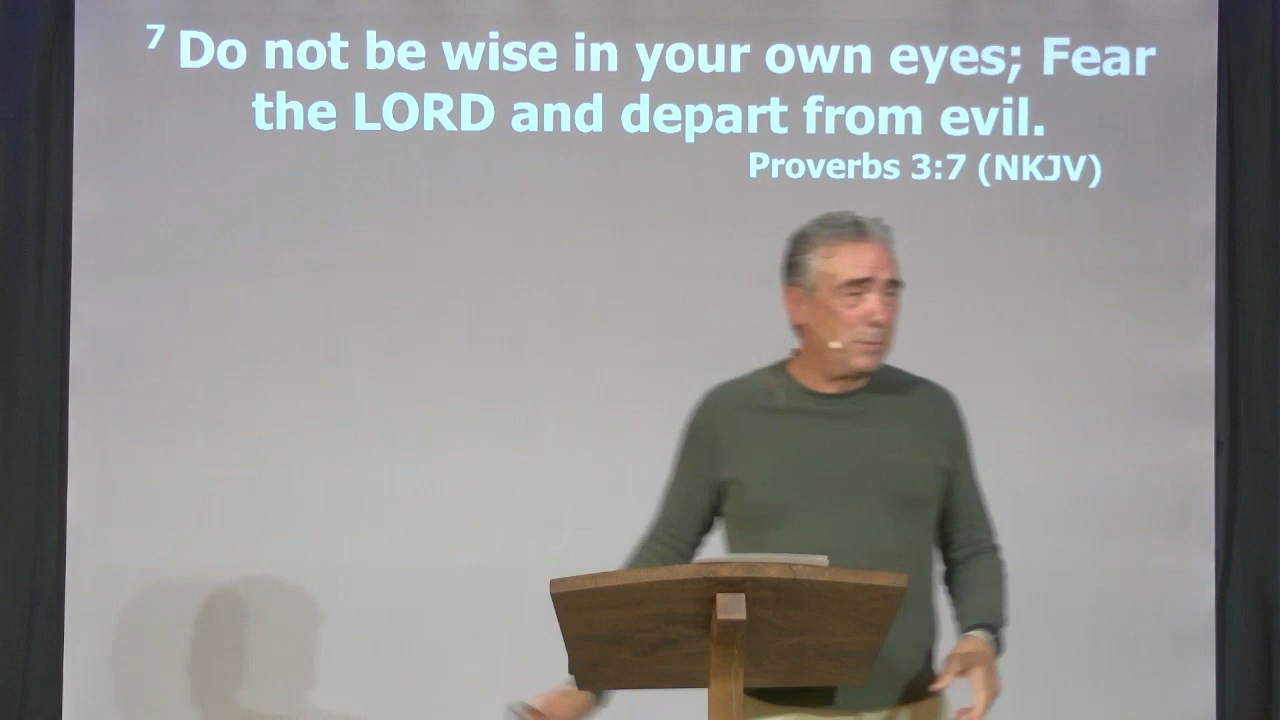 7 Do not be wise in your own eyes; Fear
the LORD and depart from evil.
Proverbs 3:7 (NKJV)